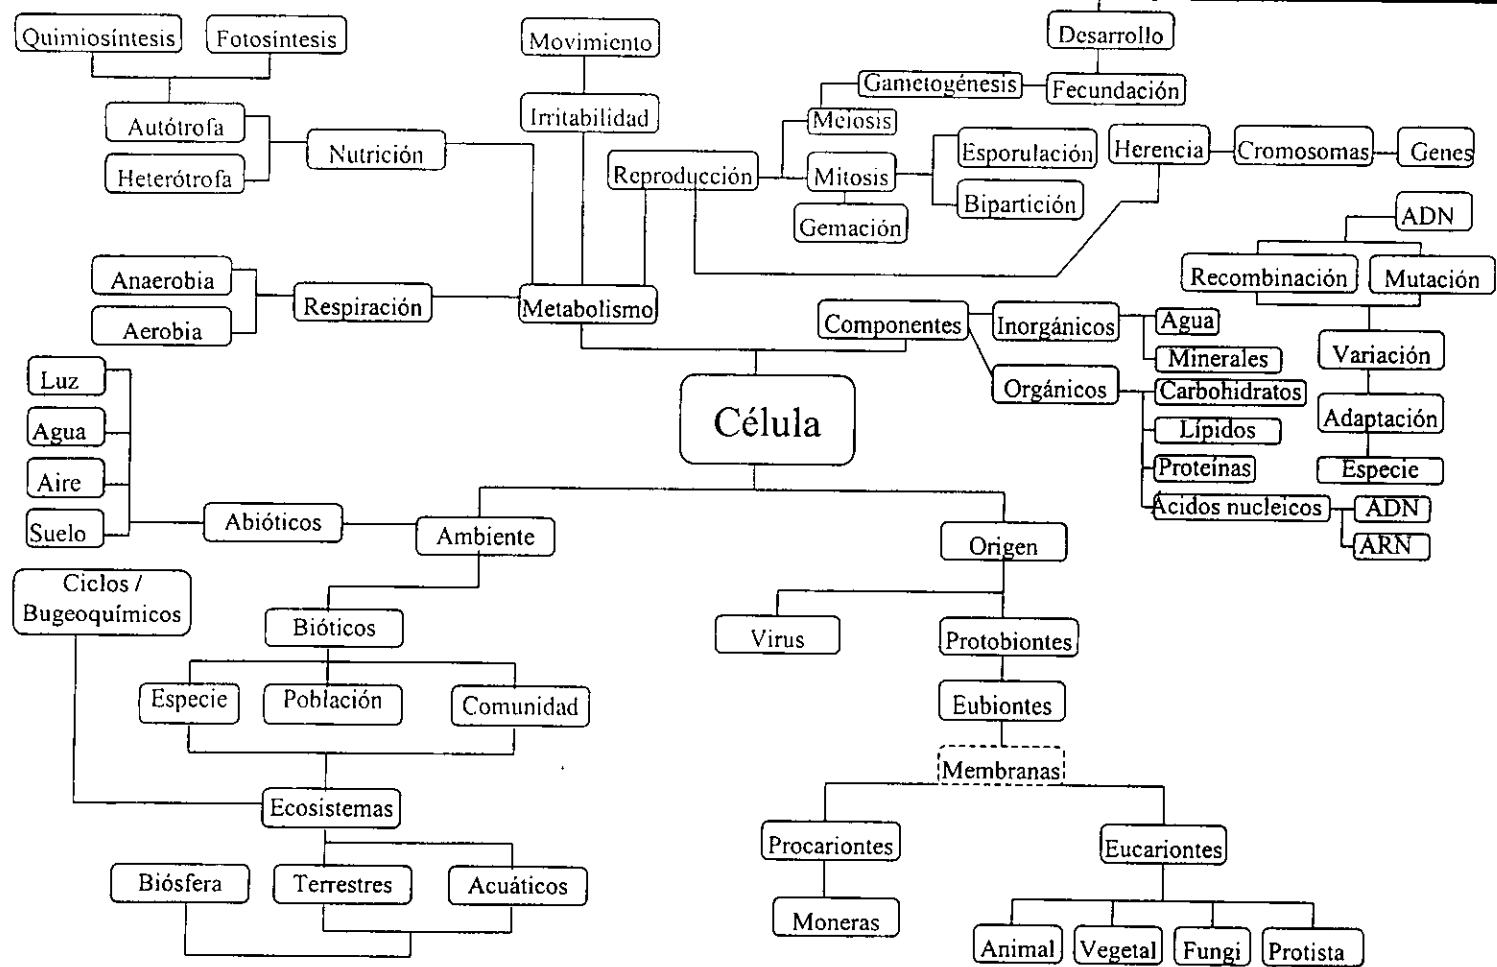 Quimiosíntesis
Fotosíntesis
Movimiento
Desarrollo
Gametogénesis
Fecundación
Autótrofa
Irritabilidad
Meiosis
Nutrición
Heterótrofa
Reproducción
Mitosis
Esporulación
Herencia
Cromosomas
Genes
Bipartición
Gemación
ADN
Anaerobia
Recombinación
Mutación
Respiración
Metabolismo
Aerobia
Componentes
Inorgánicos
Agua
Minerales
Variación
Luz
Orgánicos
Carbohidratos
Célula
Agua
Lípidos
Adaptación
Aire
Proteínas
Especie
Suelo
Abióticos
Ambiente
Ácidos nucleicos
ADN
ARN
Origen
Ciclos /
Bugeoquímicos
Bióticos
Virus
Protobiontes
Especie
Población
Comunidad
Eubiontes
Membranas
Ecosistemas
Procariontes
Eucariontes
Biósfera
Terrestres
Acuáticos
Moneras
Animal
Vegetal
Fungi
Protista